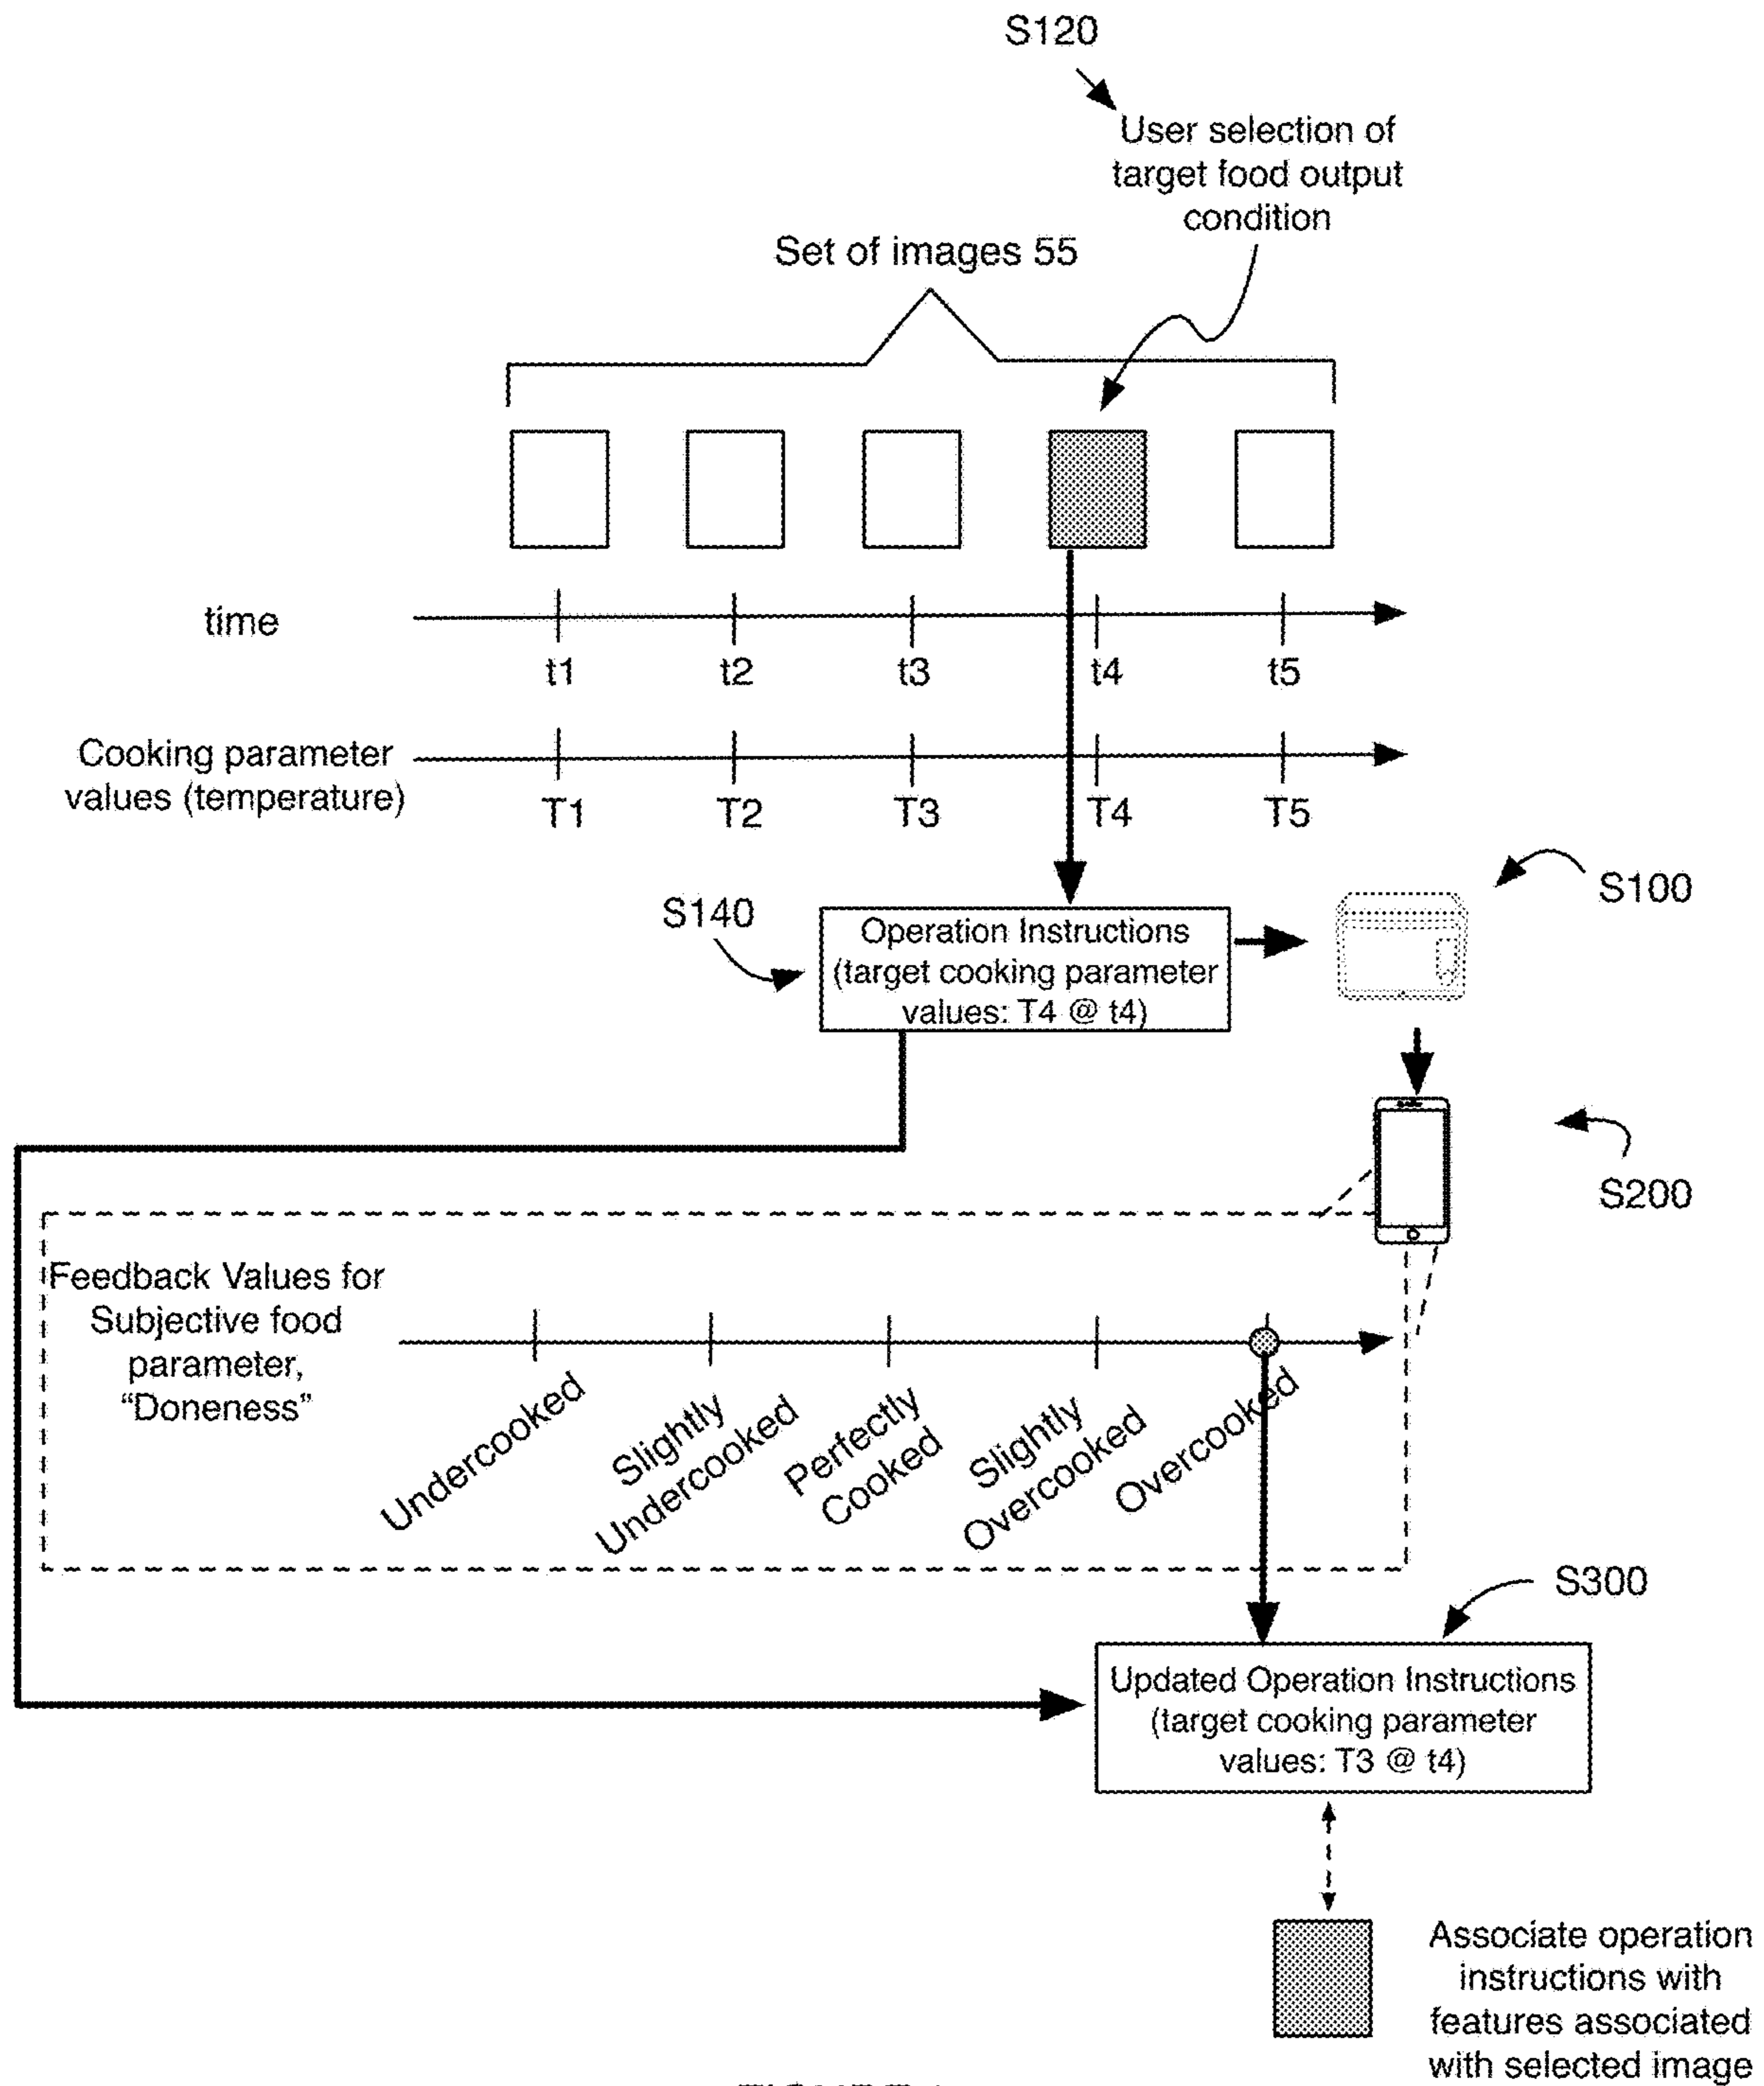 S120
User selection of
target food output
condition
Set of images 55
time
t1 t2 t3 t4 t5
Cooking parameter
values (temperature)
T1 T2 T3 T4 T5
S100
S140
Operation Instructions
(target cooking parameter
values: T4 @ t4)
S200
Feedback Values for
Subjective food
parameter,
“Doneness”
Undercooked
Slightly
Undercooked
Perfectly
Cooked
Slightly
Overcooked
Overcooked
S300
Updated Operation Instructions
(target cooking parameter
values: T3 @ t4)
Associate operation
instructions with
features associated
with selected image